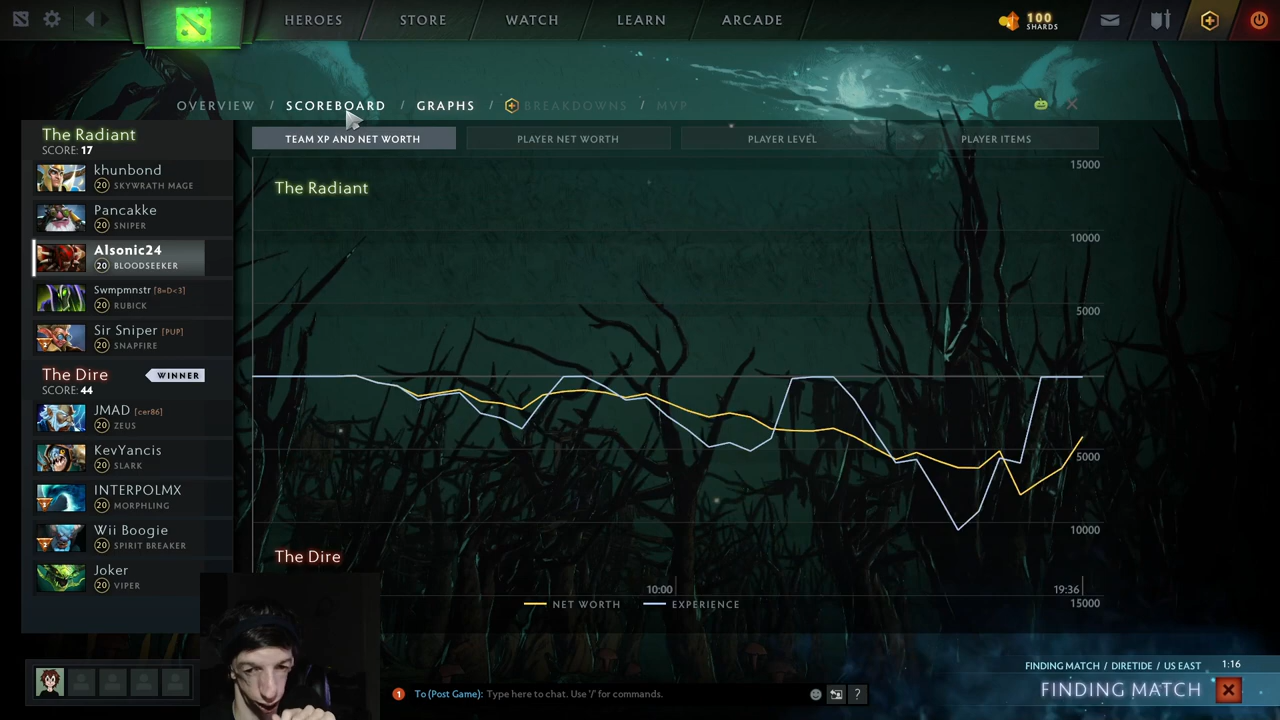 HEROES
STORE
WATCH
LEARN
ARCADE
100
SHARDS
OVERVIEW / SCOREBOARD / GRAPHS / BREAKDOWNS / MVP
TEAM XP AND NET WORTH
PLAYER NET WORTH
PLAYER LEVEL
PLAYER ITEMS
The Radiant
SCORE: 17
khunbond
20 SKYWRATH MAGE
Pancakke
20 SNIPER
Alsonic24
20 BLOODSEEKER
Swmpmnstr [8=D<3]
20 RUBICK
Sir Sniper [PUP]
20 SNAPFIRE
The Dire
WINNER
SCORE: 44
JMAD [cer86]
20 ZEUS
KevYancis
20 SLARK
INTERPOLMX
20 MORPHLING
Wii Boogie
20 SPIRIT BREAKER
Joker
20 VIPER
The Radiant
15000
10000
5000
5000
10000
15000
The Dire
10:00
19:36
NET WORTH
EXPERIENCE
1 To (Post Game): Type here to chat. Use '/' for commands.
?
FINDING MATCH / DIRETIDE / US EAST
1:16
FINDING MATCH